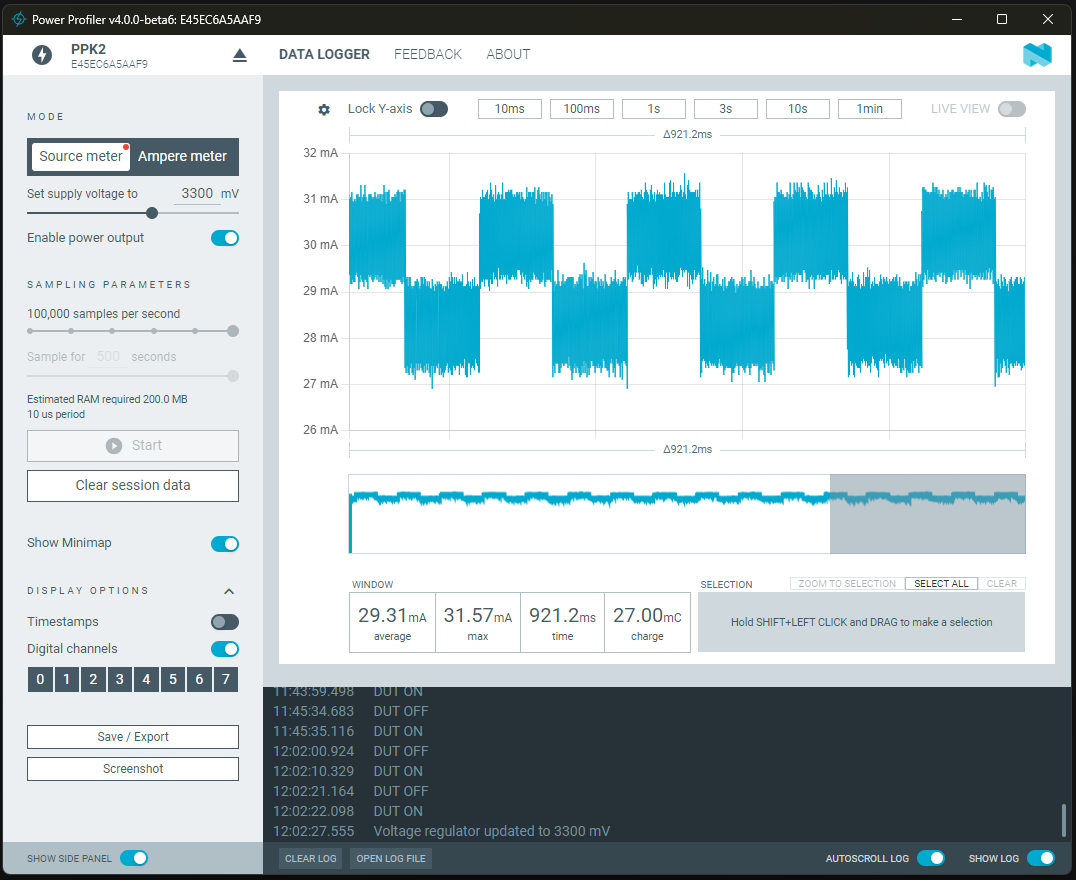 Power Profiler v4.0.0-beta6: E45EC6A5AAF9
PPK2
E45EC6A5AAF9
DATA LOGGER FEEDBACK ABOUT
MODE
Source meter Ampere meter
Set supply voltage to 3300 mV
Enable power output
SAMPLING PARAMETERS
100,000 samples per second
Sample for 500 seconds
Estimated RAM required 200.0 MB
10 us period
Start
Clear session data
Show Minimap
DISPLAY OPTIONS
Timestamps
Digital channels
0 1 2 3 4 5 6 7
Save / Export
Screenshot
SHOW SIDE PANEL
Lock Y-axis 10ms 100ms 1s 3s 10s 1min LIVE VIEW
Δ921.2ms
32 mA
31 mA
30 mA
29 mA
28 mA
27 mA
26 mA
Δ921.2ms
WINDOW
29.31mA 31.57mA 921.2ms 27.00mC
average max time charge
SELECTION ZOOM TO SELECTION SELECT ALL CLEAR
Hold SHIFT+LEFT CLICK and DRAG to make a selection
11:43:59.498 DUT ON
11:45:34.683 DUT OFF
11:45:35.116 DUT ON
12:02:00.924 DUT OFF
12:02:10.329 DUT ON
12:02:21.164 DUT OFF
12:02:22.098 DUT ON
12:02:27.555 Voltage regulator updated to 3300 mV
CLEAR LOG OPEN LOG FILE AUTOSCROLL LOG SHOW LOG